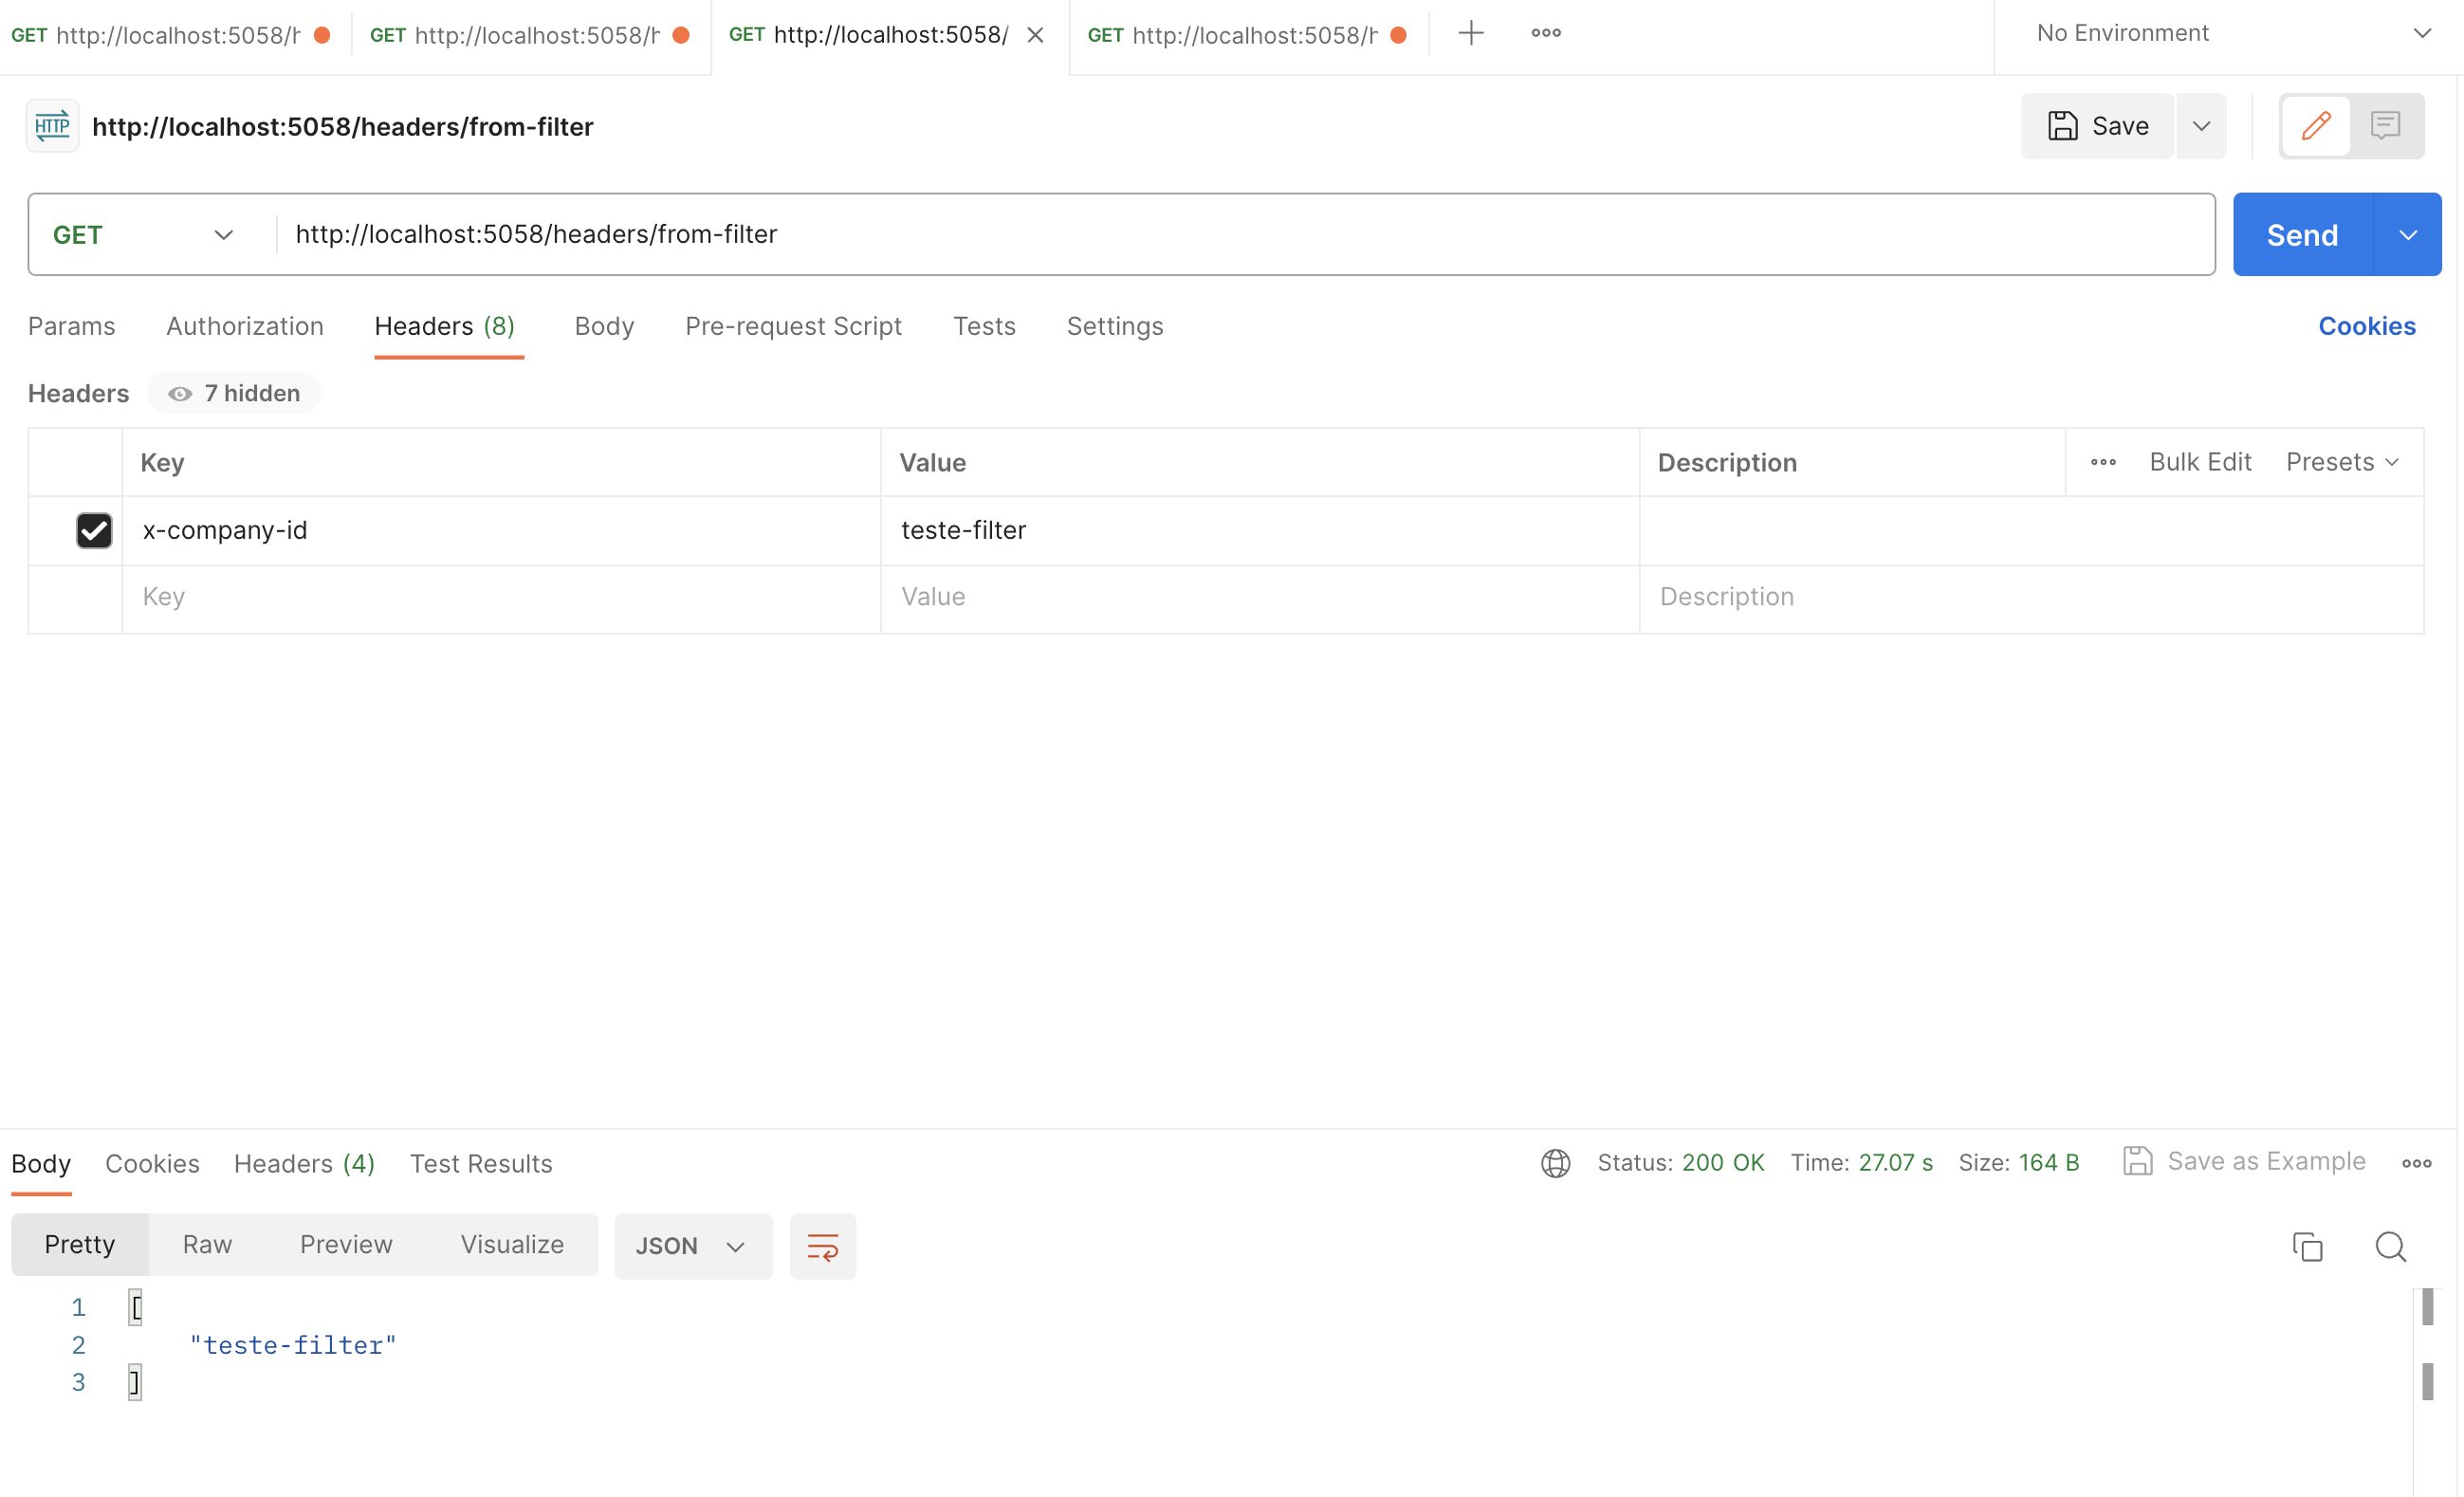 GET http://localhost:5058/h GET http://localhost:5058/h GET http://localhost:5058/ GET http://localhost:5058/h No Environment
HTTP http://localhost:5058/headers/from-filter Save
GET http://localhost:5058/headers/from-filter Send
Params Authorization Headers (8) Body Pre-request Script Tests Settings Cookies
Headers 7 hidden
Key Value Description Bulk Edit Presets
x-company-id teste-filter
Key Value Description
Body Cookies Headers (4) Test Results Status: 200 OK Time: 27.07 s Size: 164 B Save as Example
Pretty Raw Preview Visualize JSON
1 [
2 "teste-filter"
3 ]